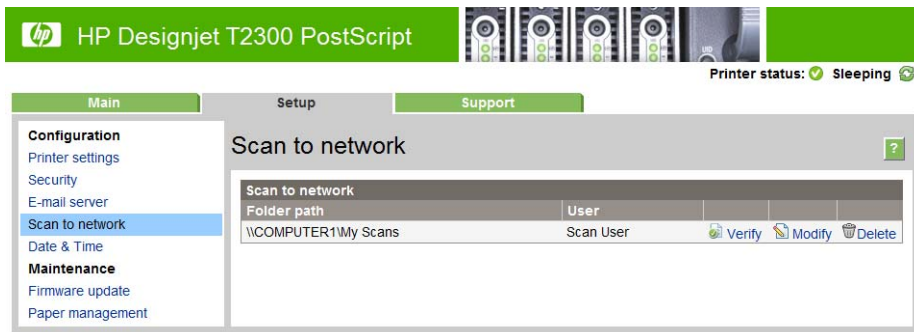 hp HP Designjet T2300 PostScript
UID
Printer status: Sleeping
Main Setup Support
Configuration
Printer settings
Security
E-mail server
Scan to network
Date & Time
Maintenance
Firmware update
Paper management
Scan to network
?
Scan to network
Folder path User
\\COMPUTER1\My Scans Scan User Verify Modify Delete